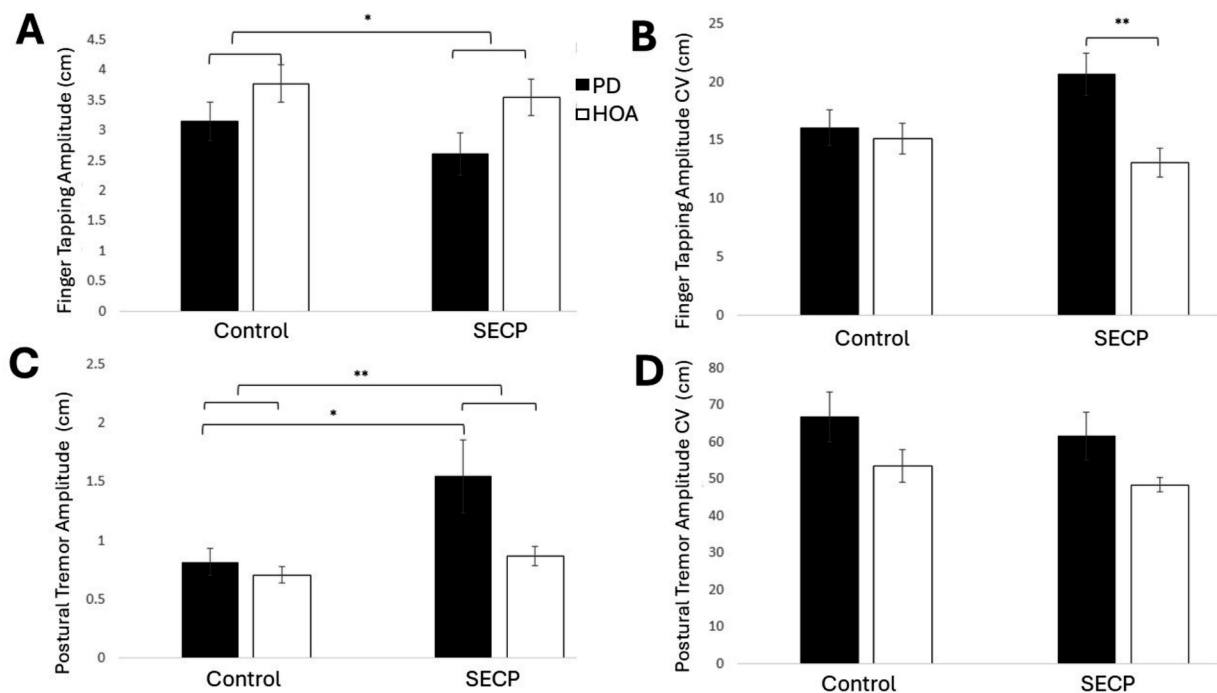 A
Finger Tapping Amplitude (cm)
4.5
4
3.5
3
2.5
2
1.5
1
0.5
0
*
PD
HOA
Control
SECP
B
Finger Tapping Amplitude CV (cm)
25
20
15
10
5
0
**
Control
SECP
C
Postural Tremor Amplitude (cm)
2.5
2
1.5
1
0.5
0
**
*
Control
SECP
D
Postural Tremor Amplitude CV (cm)
80
70
60
50
40
30
20
10
0
Control
SECP